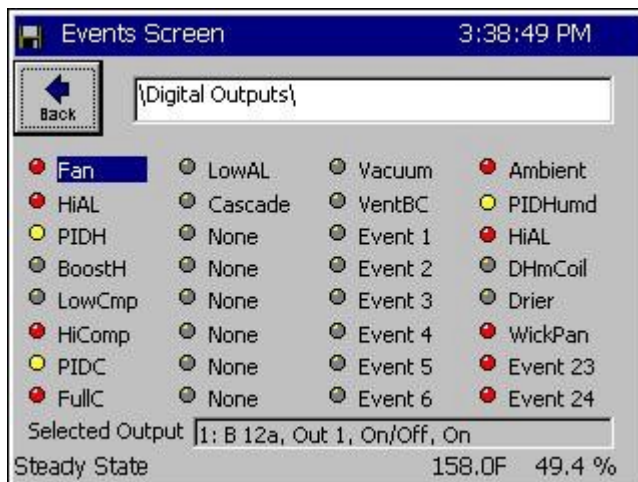 Events Screen 3:38:49 PM
Back
\Digital Outputs\
Fan LowAL Vacuum Ambient
HiAL Cascade VentBC PIDHumd
PIDH None Event 1 HiAL
BoostH None Event 2 DHmCoil
LowCmp None Event 3 Drier
HiComp None Event 4 WickPan
PIDC None Event 5 Event 23
FullC None Event 6 Event 24
Selected Output 1: B 12a, Out 1, On/Off, On
Steady State 158.0F 49.4 %